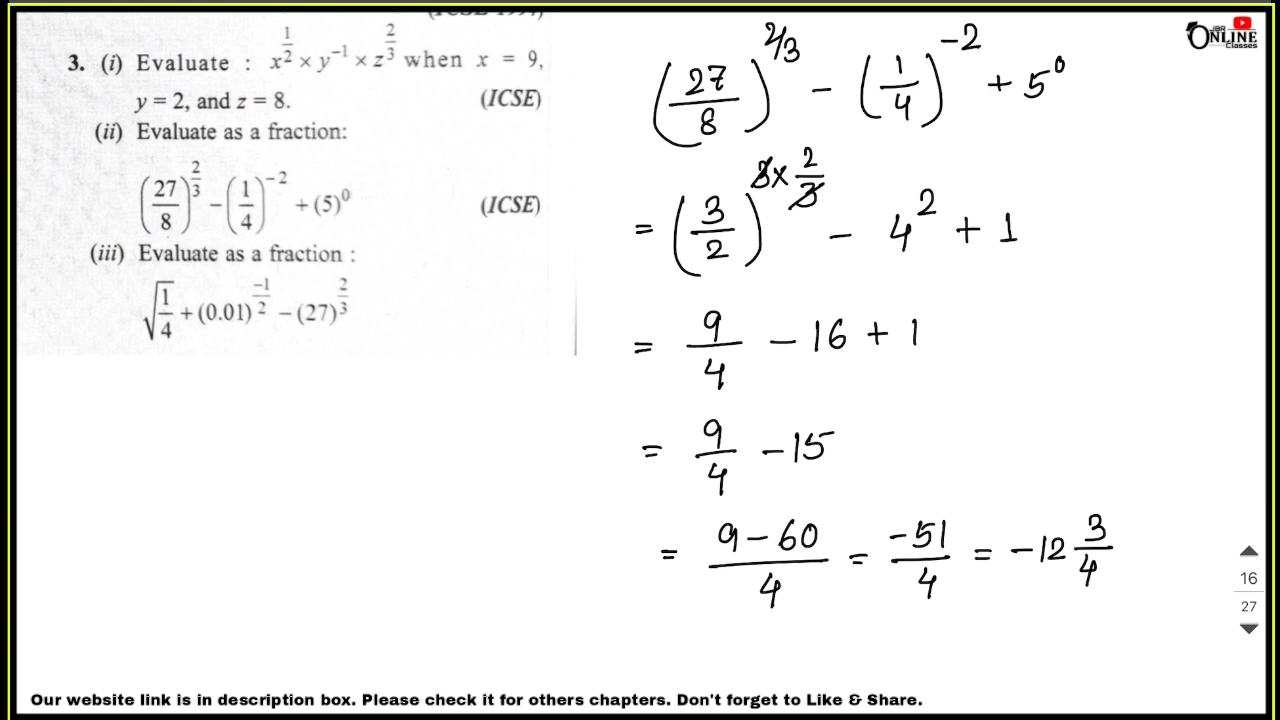 (ICSE 1997)
3. (i) Evaluate : x^{1/2} × y^{-1} × z^{2/3} when x = 9,
y = 2, and z = 8. (ICSE)
(ii) Evaluate as a fraction:
(27/8)^{2/3} − (1/4)^{-2} + (5)^0 (ICSE)
(iii) Evaluate as a fraction :
√(1/4) + (0.01)^{-1/2} − (27)^{2/3}
JBR
ONLINE
Classes
(27/8)^{2/3} − (1/4)^{-2} + 5^0
= (3/2)^{3×2/3} − 4^2 + 1
= 9/4 − 16 + 1
= 9/4 − 15
= (9 − 60)/4 = −51/4 = −12 3/4
16
27
Our website link is in description box. Please check it for others chapters. Don't forget to Like & Share.